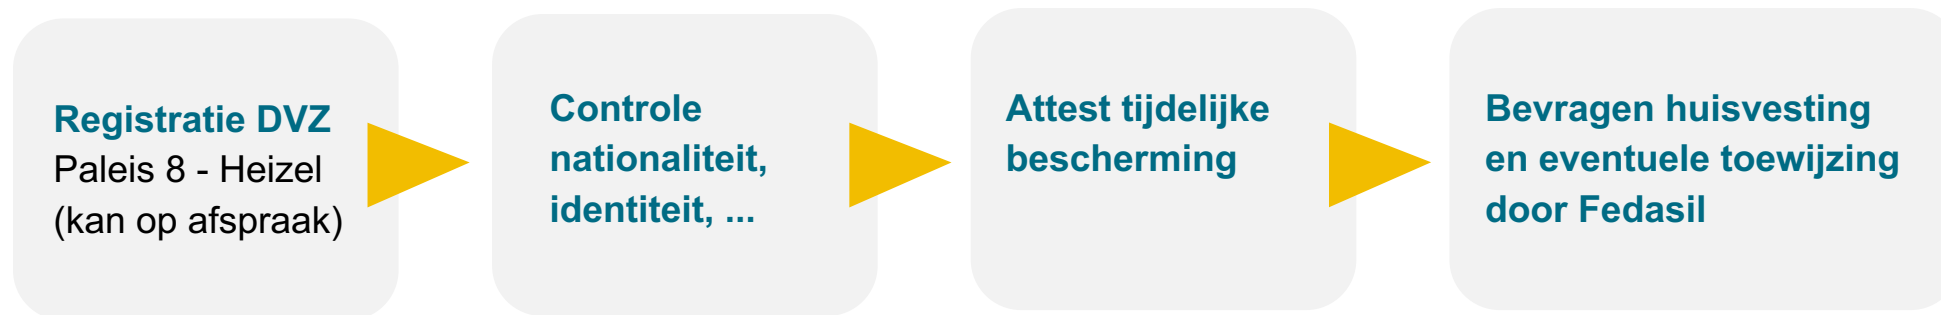 Registratie DVZ
Paleis 8 - Heizel
(kan op afspraak)
Controle
nationaliteit,
identiteit, ...
Attest tijdelijke
bescherming
Bevragen huisvesting
en eventuele toewijzing
door Fedasil